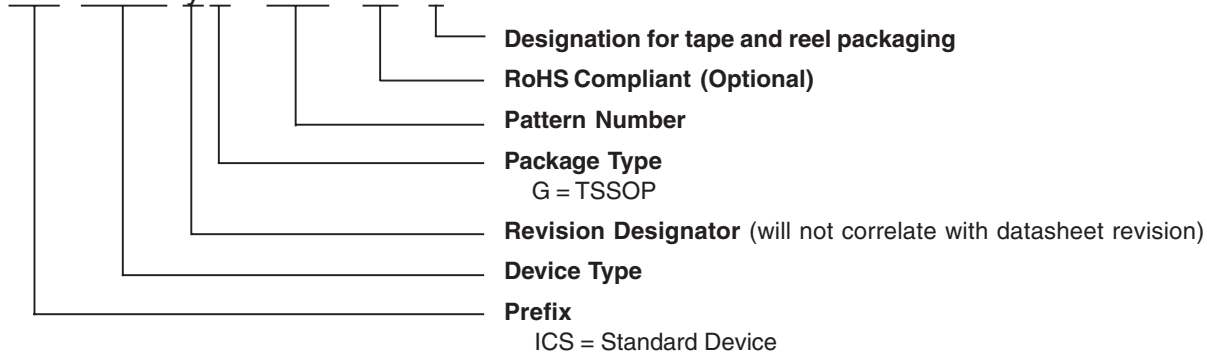 Designation for tape and reel packaging
RoHS Compliant (Optional)
Pattern Number
Package Type
G = TSSOP
Revision Designator (will not correlate with datasheet revision)
Device Type
Prefix
ICS = Standard Device